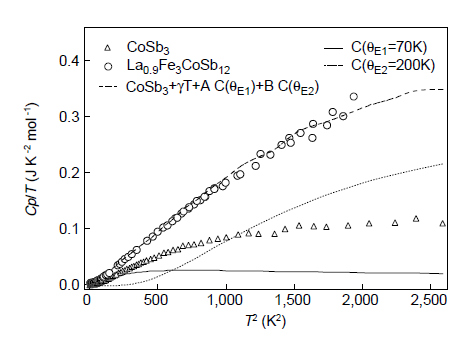 CoSb3
La0.9Fe3CoSb12
CoSb3+γT+A C(θE1)+B C(θE2)
C(θE1)=70K)
C(θE2=200K)
0.4
0.3
0.2
0.1
0.0
Cp/T (J K-2 mol-1)
0 500 1,000 1,500 2,000 2,500
T2 (K2)